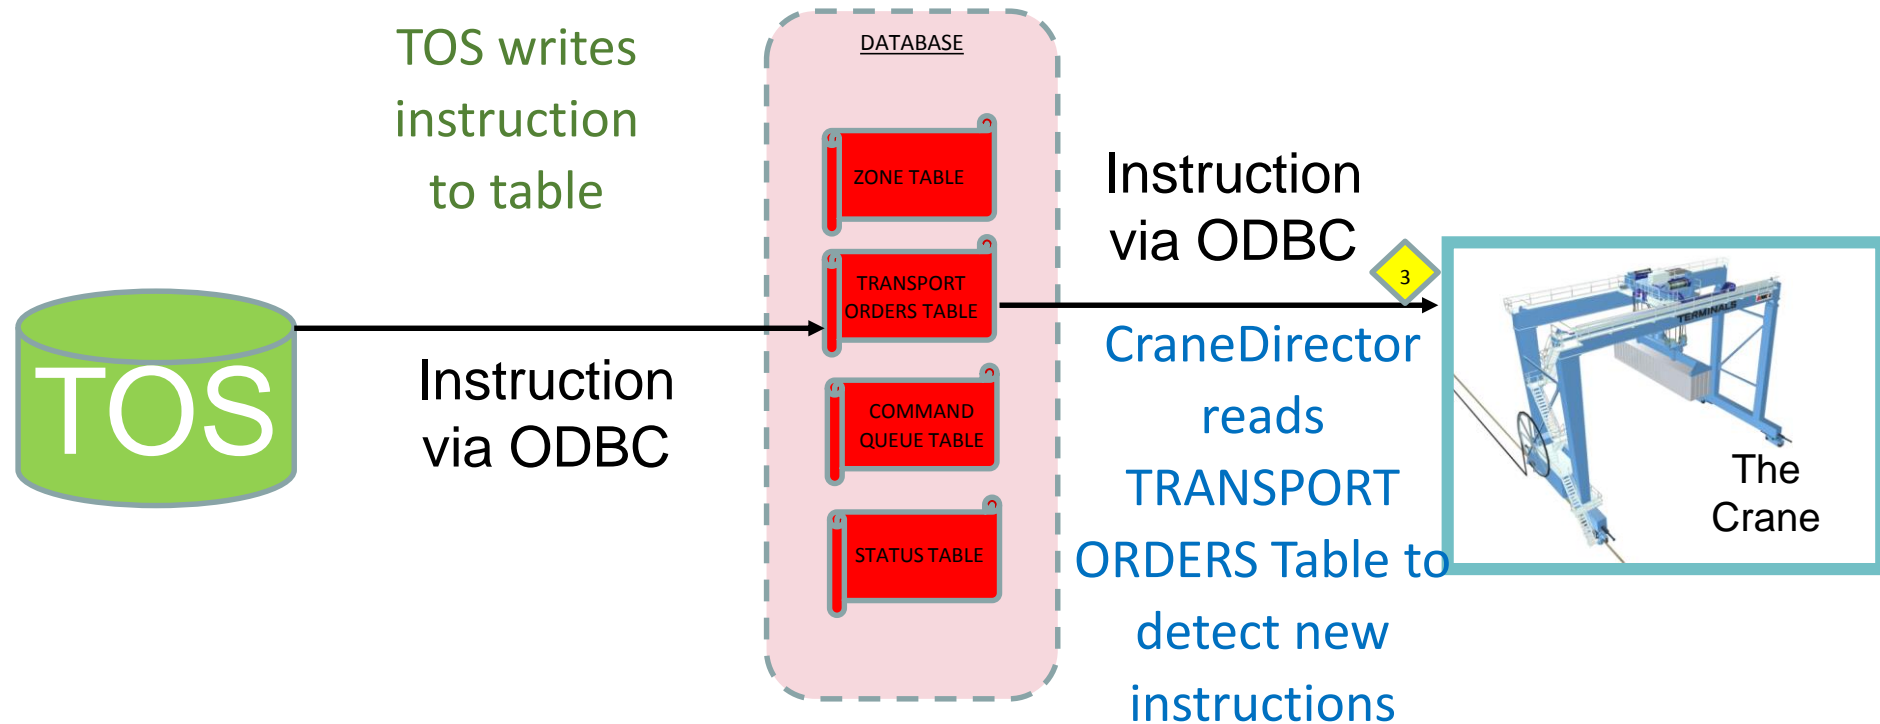 TOS writes
instruction
to table
TOS
Instruction
via ODBC
DATABASE
ZONE TABLE
TRANSPORT
ORDERS TABLE
COMMAND
QUEUE TABLE
STATUS TABLE
Instruction
via ODBC
3
CraneDirector
reads
TRANSPORT
ORDERS Table to
detect new
instructions
TERMINALS
The
Crane